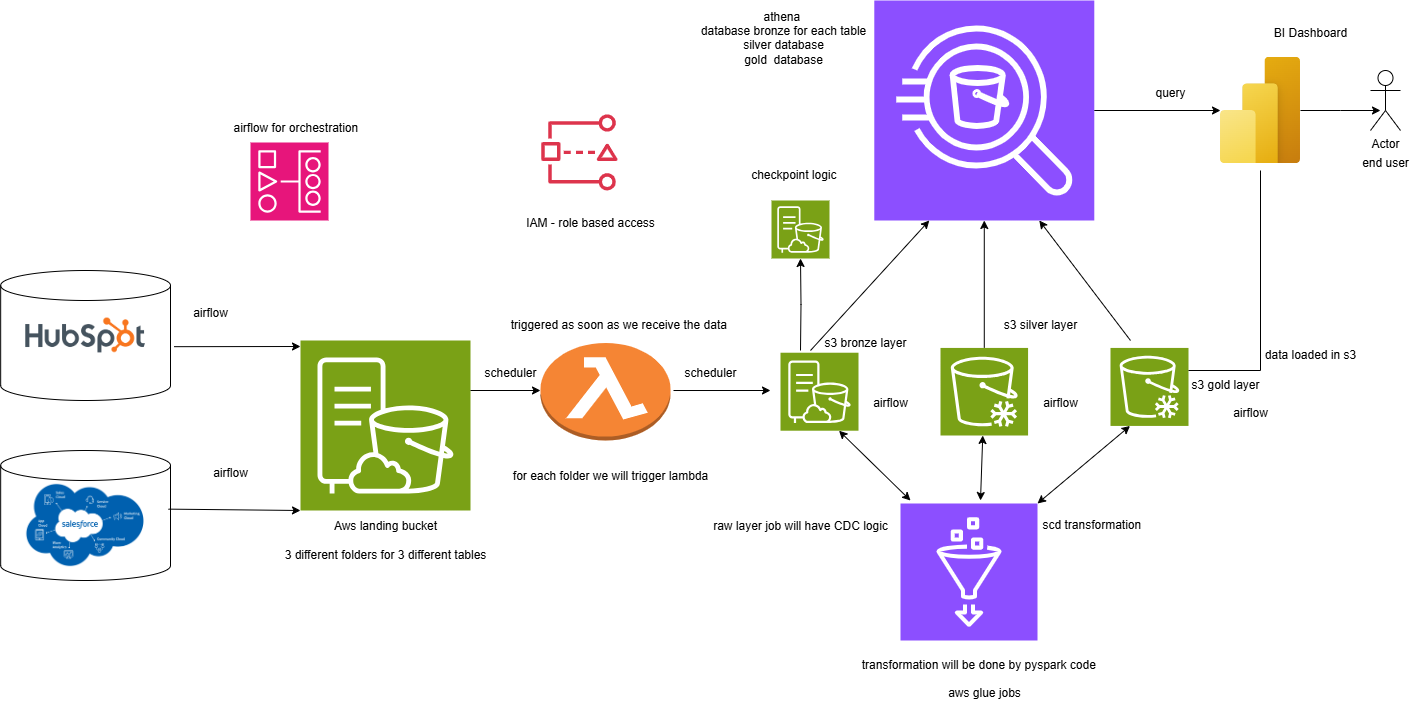 athena
database bronze for each table
silver database
gold database
BI Dashboard
query
Actor
end user
airflow for orchestration
IAM - role based access
checkpoint logic
HubSpot
airflow
triggered as soon as we receive the data
s3 bronze layer
s3 silver layer
data loaded in s3
scheduler
scheduler
airflow
airflow
s3 gold layer
airflow
airflow
salesforce
for each folder we will trigger lambda
Aws landing bucket
3 different folders for 3 different tables
raw layer job will have CDC logic
scd transformation
transformation will be done by pyspark code
aws glue jobs